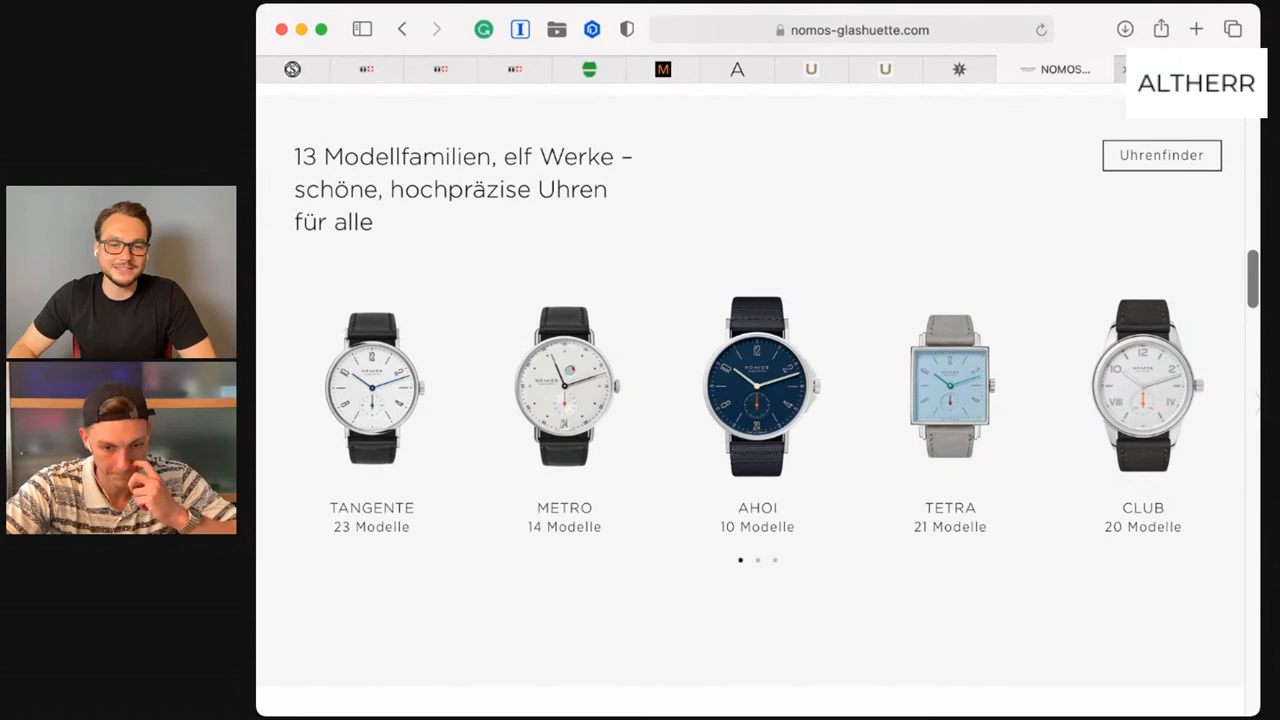 nomos-glashuette.com
M
A
U
U
NOMOS...
ALTHERR
13 Modellfamilien, elf Werke –
schöne, hochpräzise Uhren
für alle
Uhrenfinder
TANGENTE
23 Modelle
METRO
14 Modelle
AHOI
10 Modelle
TETRA
21 Modelle
CLUB
20 Modelle